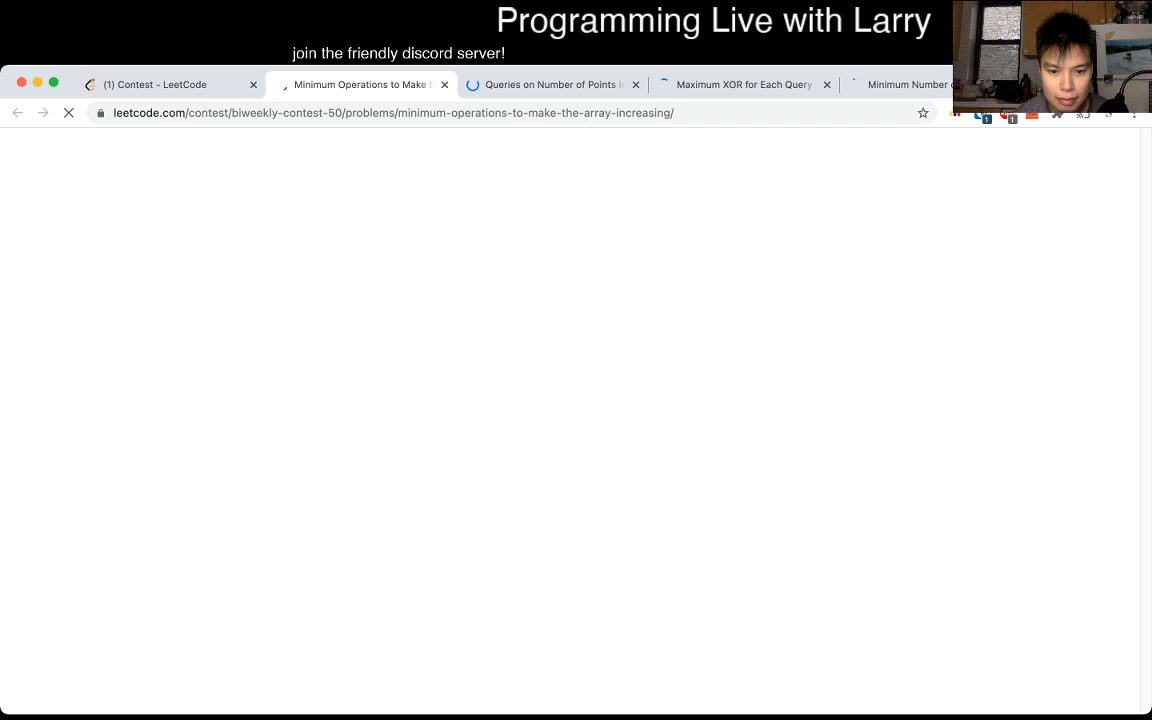 Programming Live with Larry
join the friendly discord server!
(1) Contest - LeetCode
Minimum Operations to Make t
Queries on Number of Points I
Maximum XOR for Each Query
Minimum Number
leetcode.com/contest/biweekly-contest-50/problems/minimum-operations-to-make-the-array-increasing/
1
1